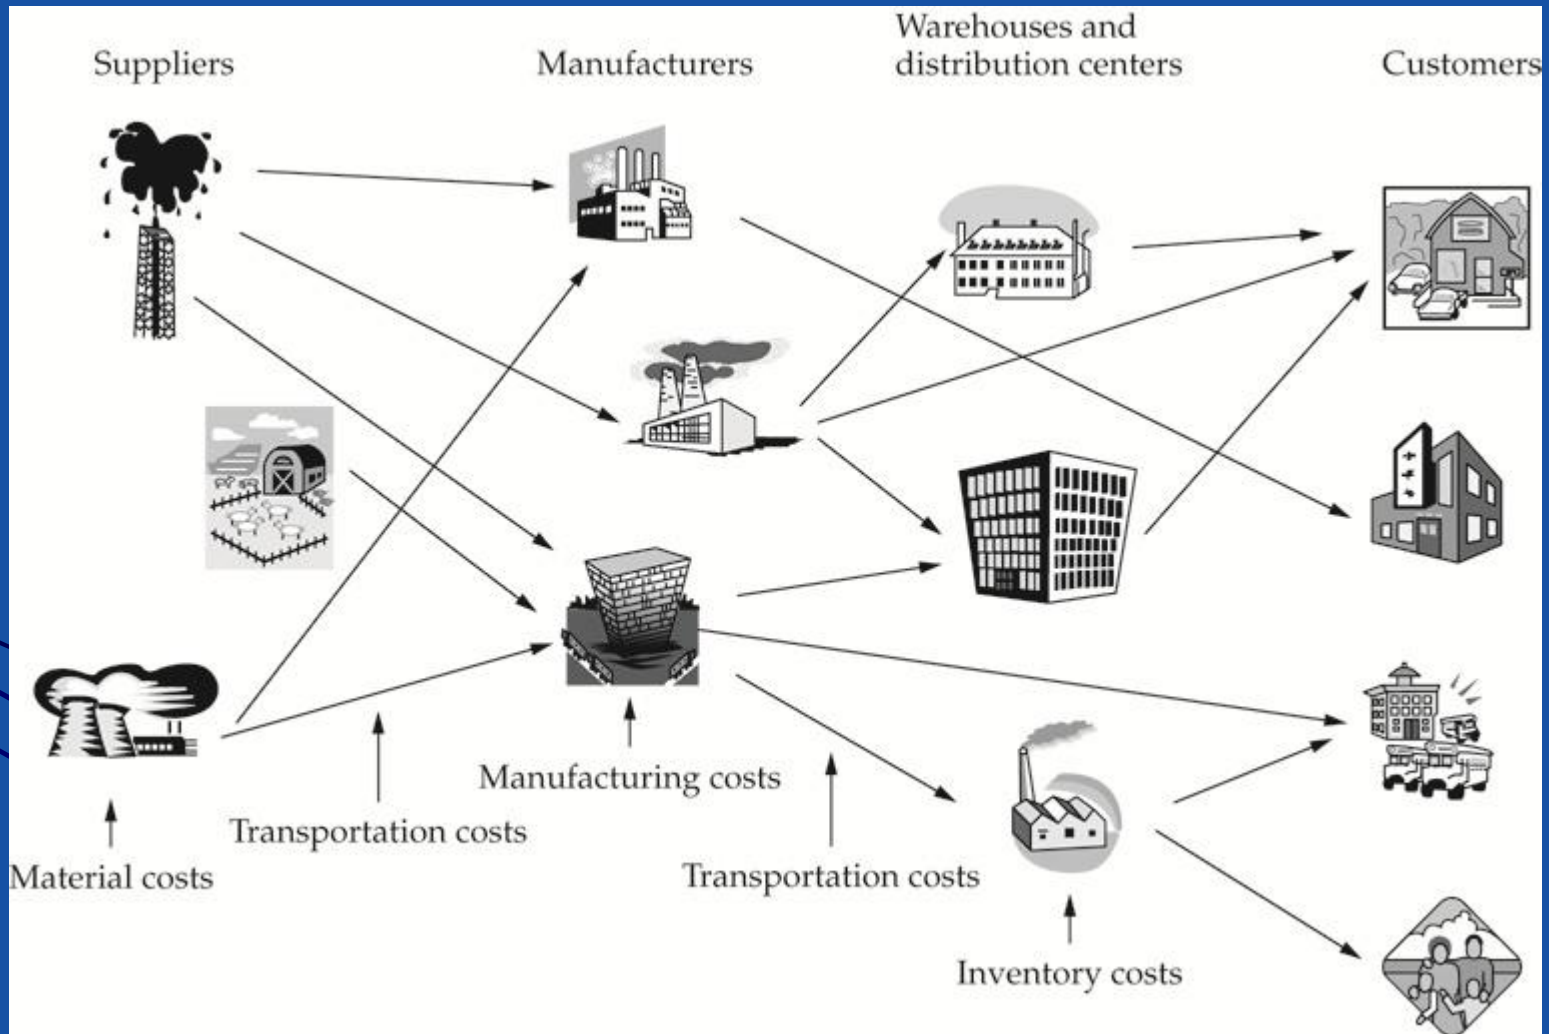 Suppliers
Manufacturers
Warehouses and
distribution centers
Customers
Material costs
Transportation costs
Manufacturing costs
Transportation costs
Inventory costs